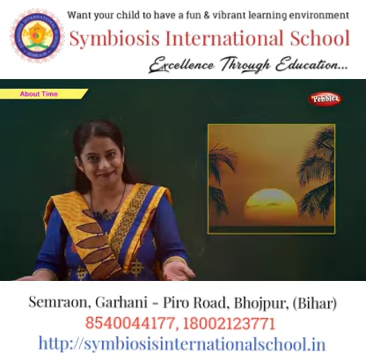 Want your child to have a fun & vibrant learning environment
Symbiosis International School
Excellence Through Education...
About Time
Pebbles
Semraon, Garhani - Piro Road, Bhojpur, (Bihar)
8540044177, 18002123771
http://symbiosisinternationalschool.in